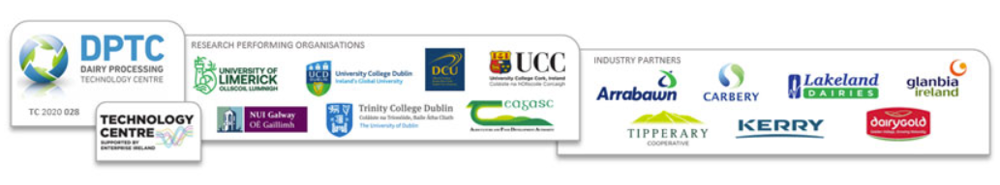 DPTC
DAIRY PROCESSING
TECHNOLOGY CENTRE
TC 2020 028
TECHNOLOGY
CENTRE
SUPPORTED BY
ENTERPRISE IRELAND
RESEARCH PERFORMING ORGANISATIONS
UNIVERSITY OF
LIMERICK
OLLSCOIL LUIMNIGH
UCD
DUBLIN
University College Dublin
Ireland's Global University
DCU
UCC
University College Cork, Ireland
Coláiste na hOllscoile Corcaigh
NUI Galway
OÉ Gaillimh
Trinity College Dublin
Coláiste na Tríonóide, Baile Átha Cliath
The University of Dublin
Teagasc
AGRICULTURE AND FOOD DEVELOPMENT AUTHORITY
INDUSTRY PARTNERS
Arrabawn
CARBERY
Lakeland
DAIRIES
glanbia
ireland
TIPPERARY
COOPERATIVE
KERRY
dairygold